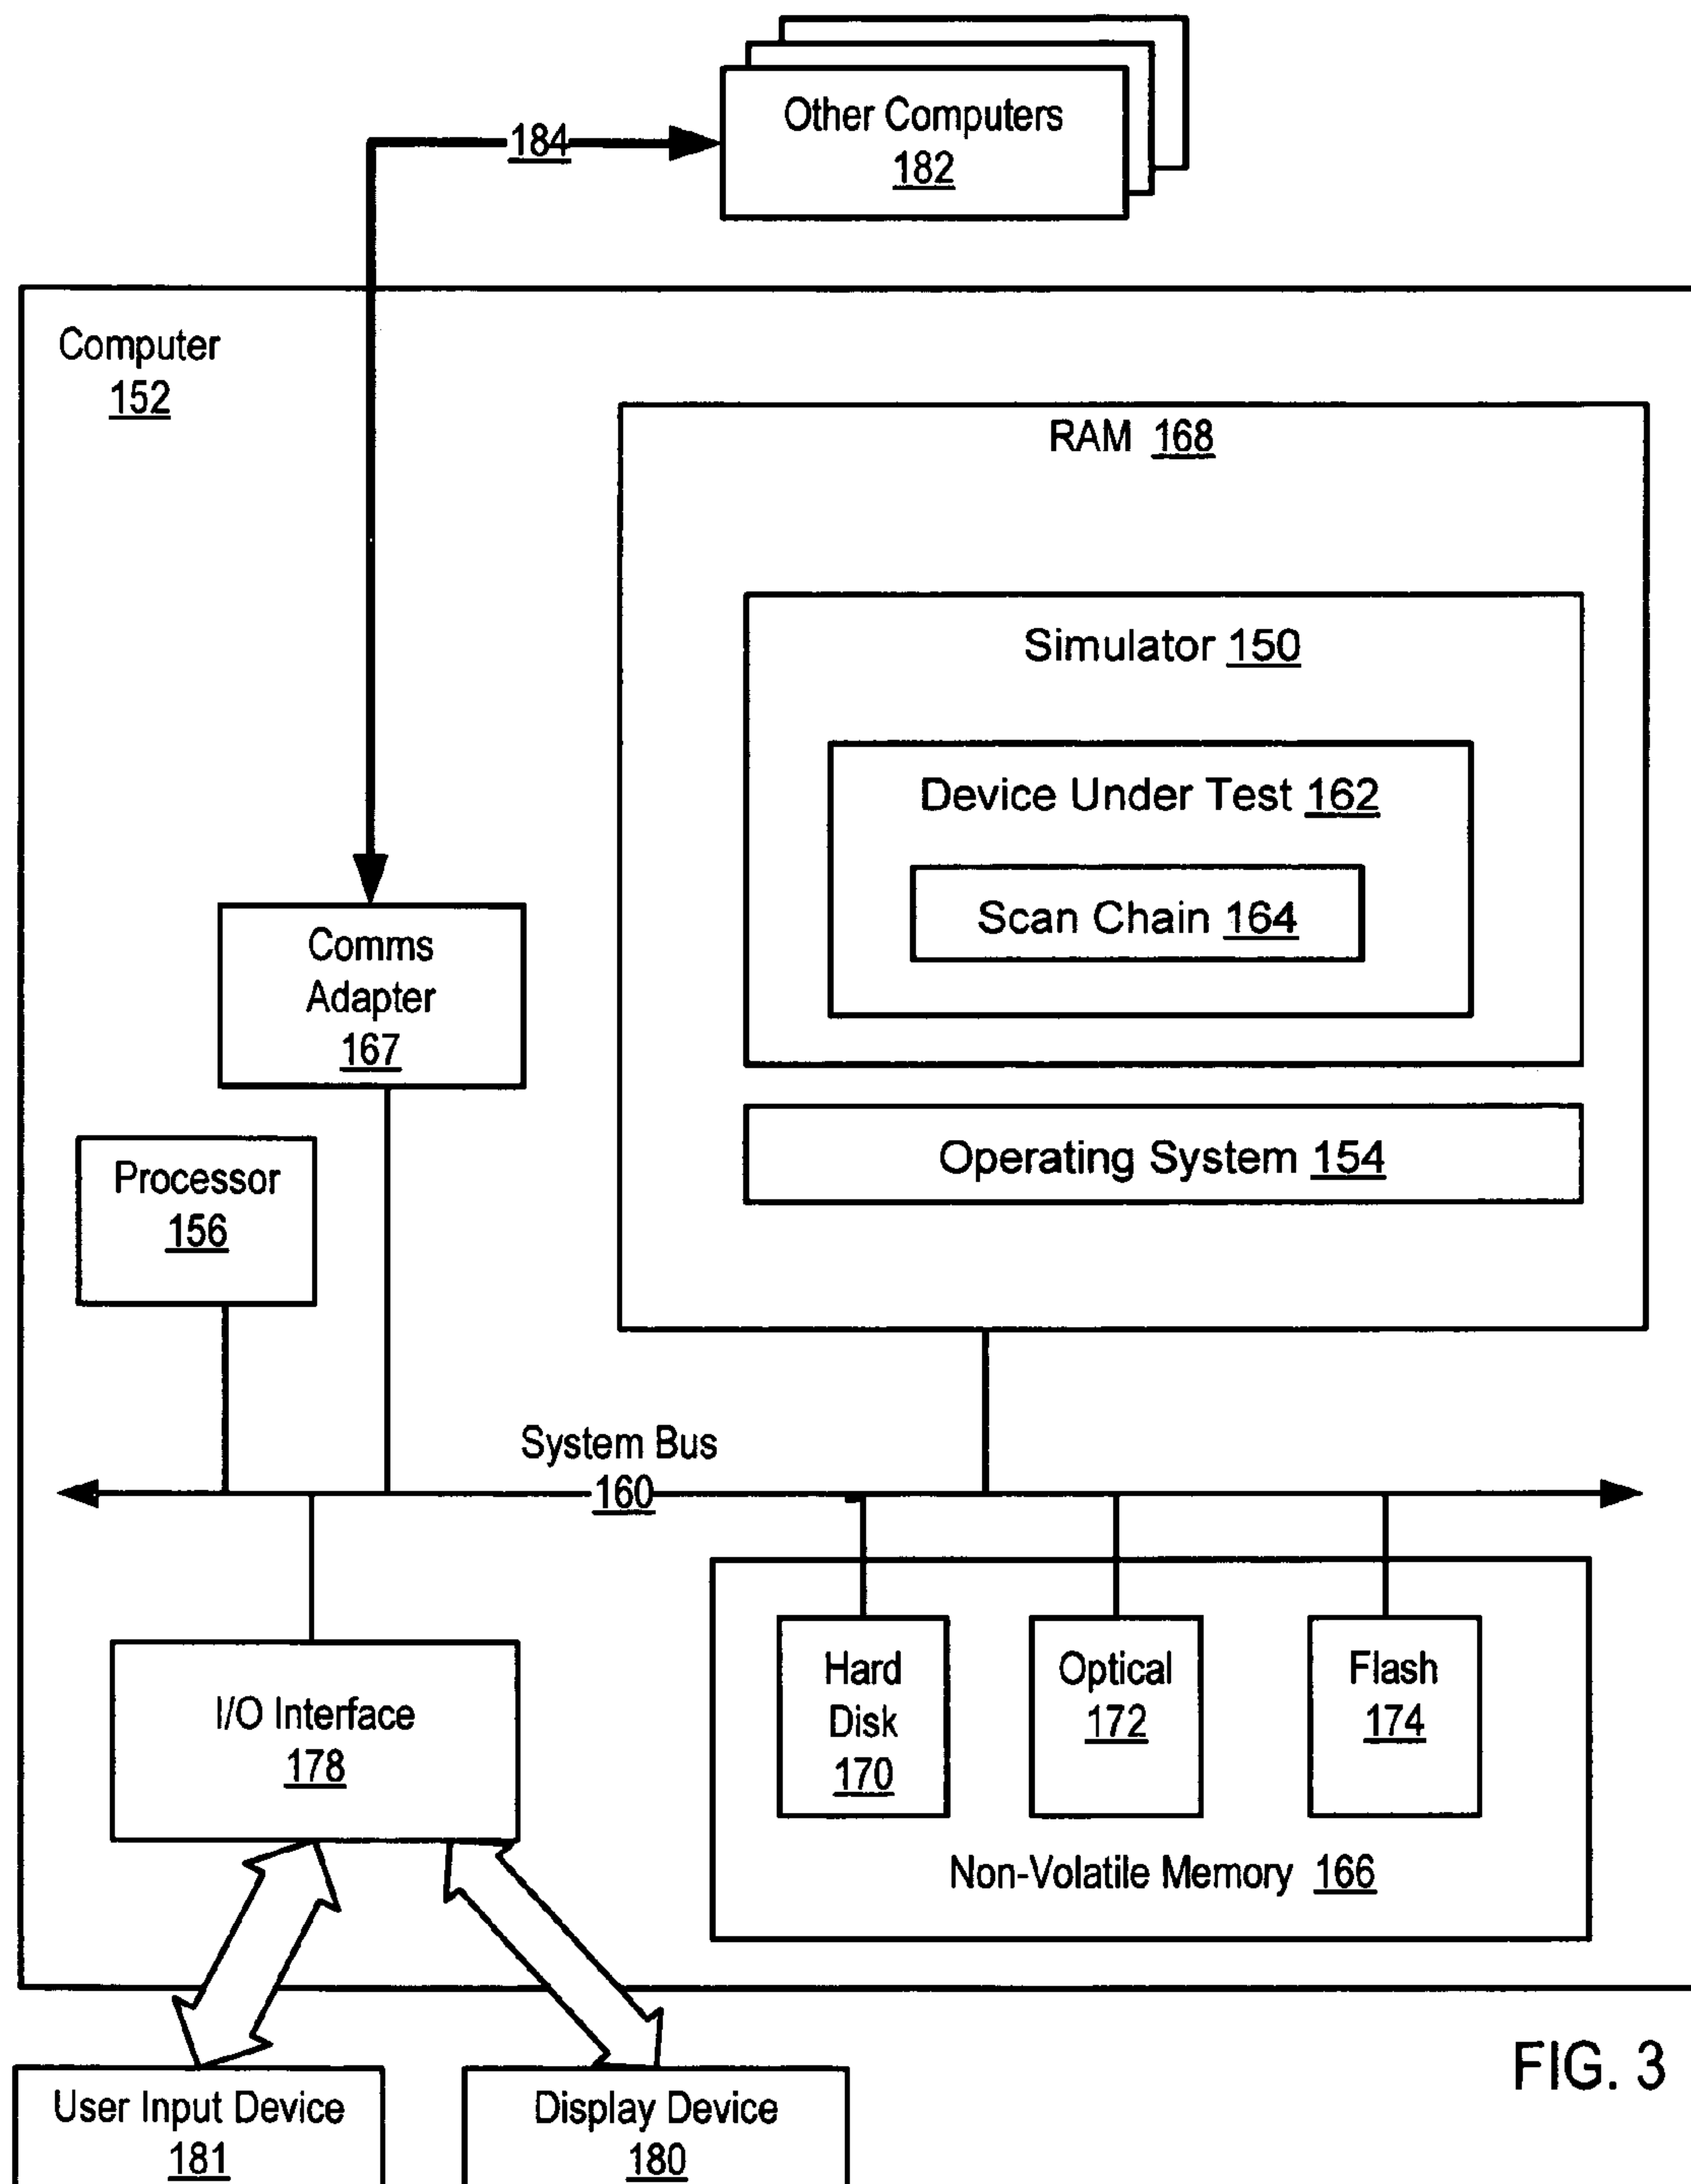 184
Other Computers
182
Computer
152
RAM 168
Simulator 150
Device Under Test 162
Scan Chain 164
Comms
Adapter
167
Operating System 154
Processor
156
System Bus
160
I/O Interface
178
Hard
Disk
170
Optical
172
Flash
174
Non-Volatile Memory 166
User Input Device
181
Display Device
180
FIG. 3